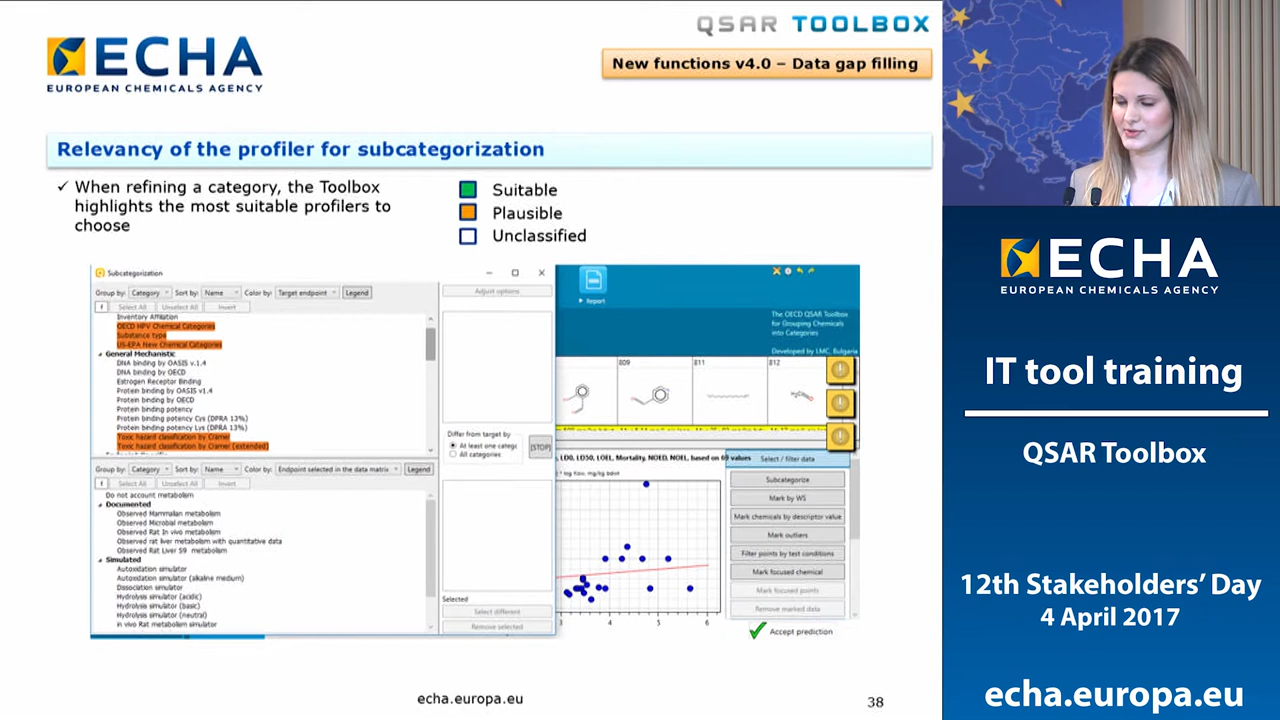 QSAR TOOLBOX
ECHA
EUROPEAN CHEMICALS AGENCY
New functions v4.0 – Data gap filling
Relevancy of the profiler for subcategorization
✓ When refining a category, the Toolbox
highlights the most suitable profilers to
choose
Suitable
Plausible
Unclassified
Subcategorization
Group by: Category Sort by: Name Color by: Target endpoint Legend
Select All Unselect All Invert
Inventory Affiliation
OECD HPV Chemical Categories
Substance type
US-EPA New Chemical Categories
General Mechanistic
DNA binding by OASIS v.1.4
DNA binding by OECD
Estrogen Receptor Binding
Protein binding by OASIS v1.4
Protein binding by OECD
Protein binding potency
Protein binding potency Cys (DPRA 13%)
Protein binding potency Lys (DPRA 13%)
Toxic hazard classification by Cramer
Toxic hazard classification by Cramer (extended)
Group by: Category Sort by: Name Color by: Endpoint selected in the data matrix Legend
Select All Unselect All Invert
Do not account metabolism
Documented
Observed Mammalian metabolism
Observed Microbial metabolism
Observed Rat In vivo metabolism
Observed rat liver metabolism with quantitative data
Observed Rat Liver S9 metabolism
Simulated
Autoxidation simulator
Autoxidation simulator (alkaline medium)
Dissociation simulator
Hydrolysis simulator (acidic)
Hydrolysis simulator (basic)
Hydrolysis simulator (neutral)
in vivo Rat metabolism simulator
Adjust options
Differ from target by
At least one categ
All categories
[STOP]
Selected
Select different
Remove selected
Report
The OECD QSAR Toolbox
for Grouping Chemicals
into Categories
Developed by LMC, Bulgaria
809 811 812
LD0, LD50, LOEL, Mortality, NOED, NOEL, based on 69 values
Select / filter data
Subcategorize
Mark by WS
Mark chemicals by descriptor value
Mark outliers
Filter points by test conditions
Mark focused chemical
Mark focused points
Remove marked data
3 4 5 6
Accept prediction
echa.europa.eu
38
ECHA
EUROPEAN CHEMICALS AGENCY
IT tool training
QSAR Toolbox
12th Stakeholders’ Day
4 April 2017
echa.europa.eu